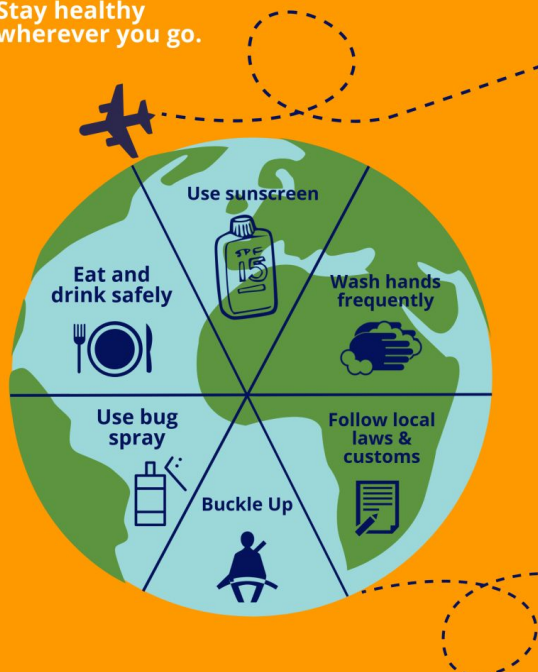 Stay healthy
wherever you go.
Use sunscreen
SPF
15
Eat and
drink safely
Wash hands
frequently
Use bug
spray
Follow local
laws &
customs
Buckle Up